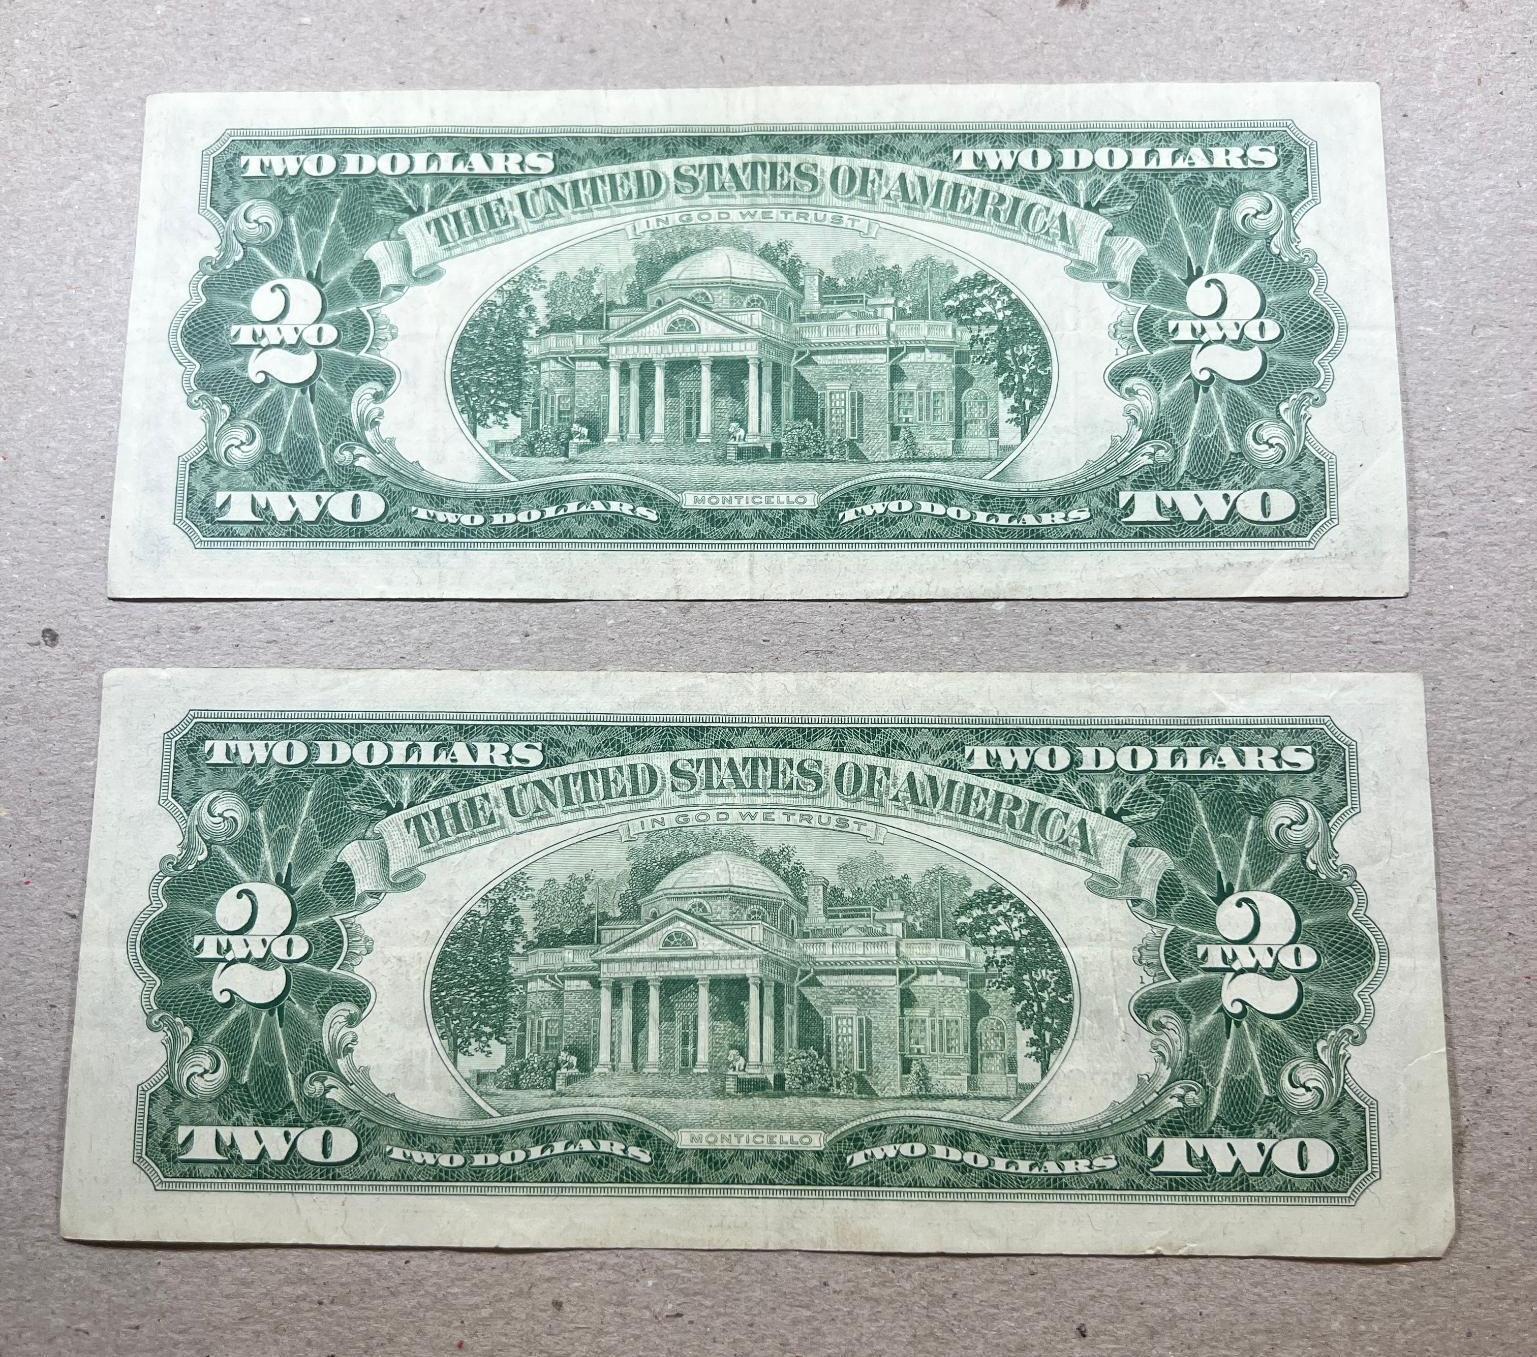 TWO DOLLARS TWO DOLLARS
THE UNITED STATES OF AMERICA
IN GOD WE TRUST
2 2
TWO TWO
TWO TWO DOLLARS MONTICELLO TWO DOLLARS TWO
TWO DOLLARS TWO DOLLARS
THE UNITED STATES OF AMERICA
IN GOD WE TRUST
2 2
TWO TWO
TWO TWO DOLLARS MONTICELLO TWO DOLLARS TWO